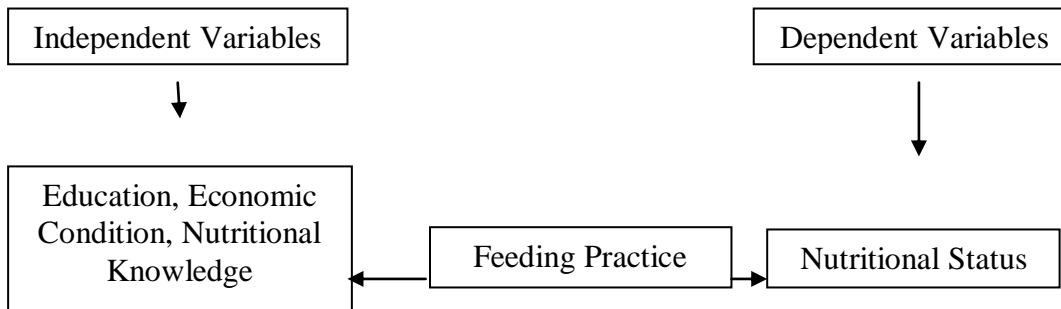 Independent Variables
Dependent Variables
Education, Economic
Condition, Nutritional
Knowledge
Feeding Practice
Nutritional Status